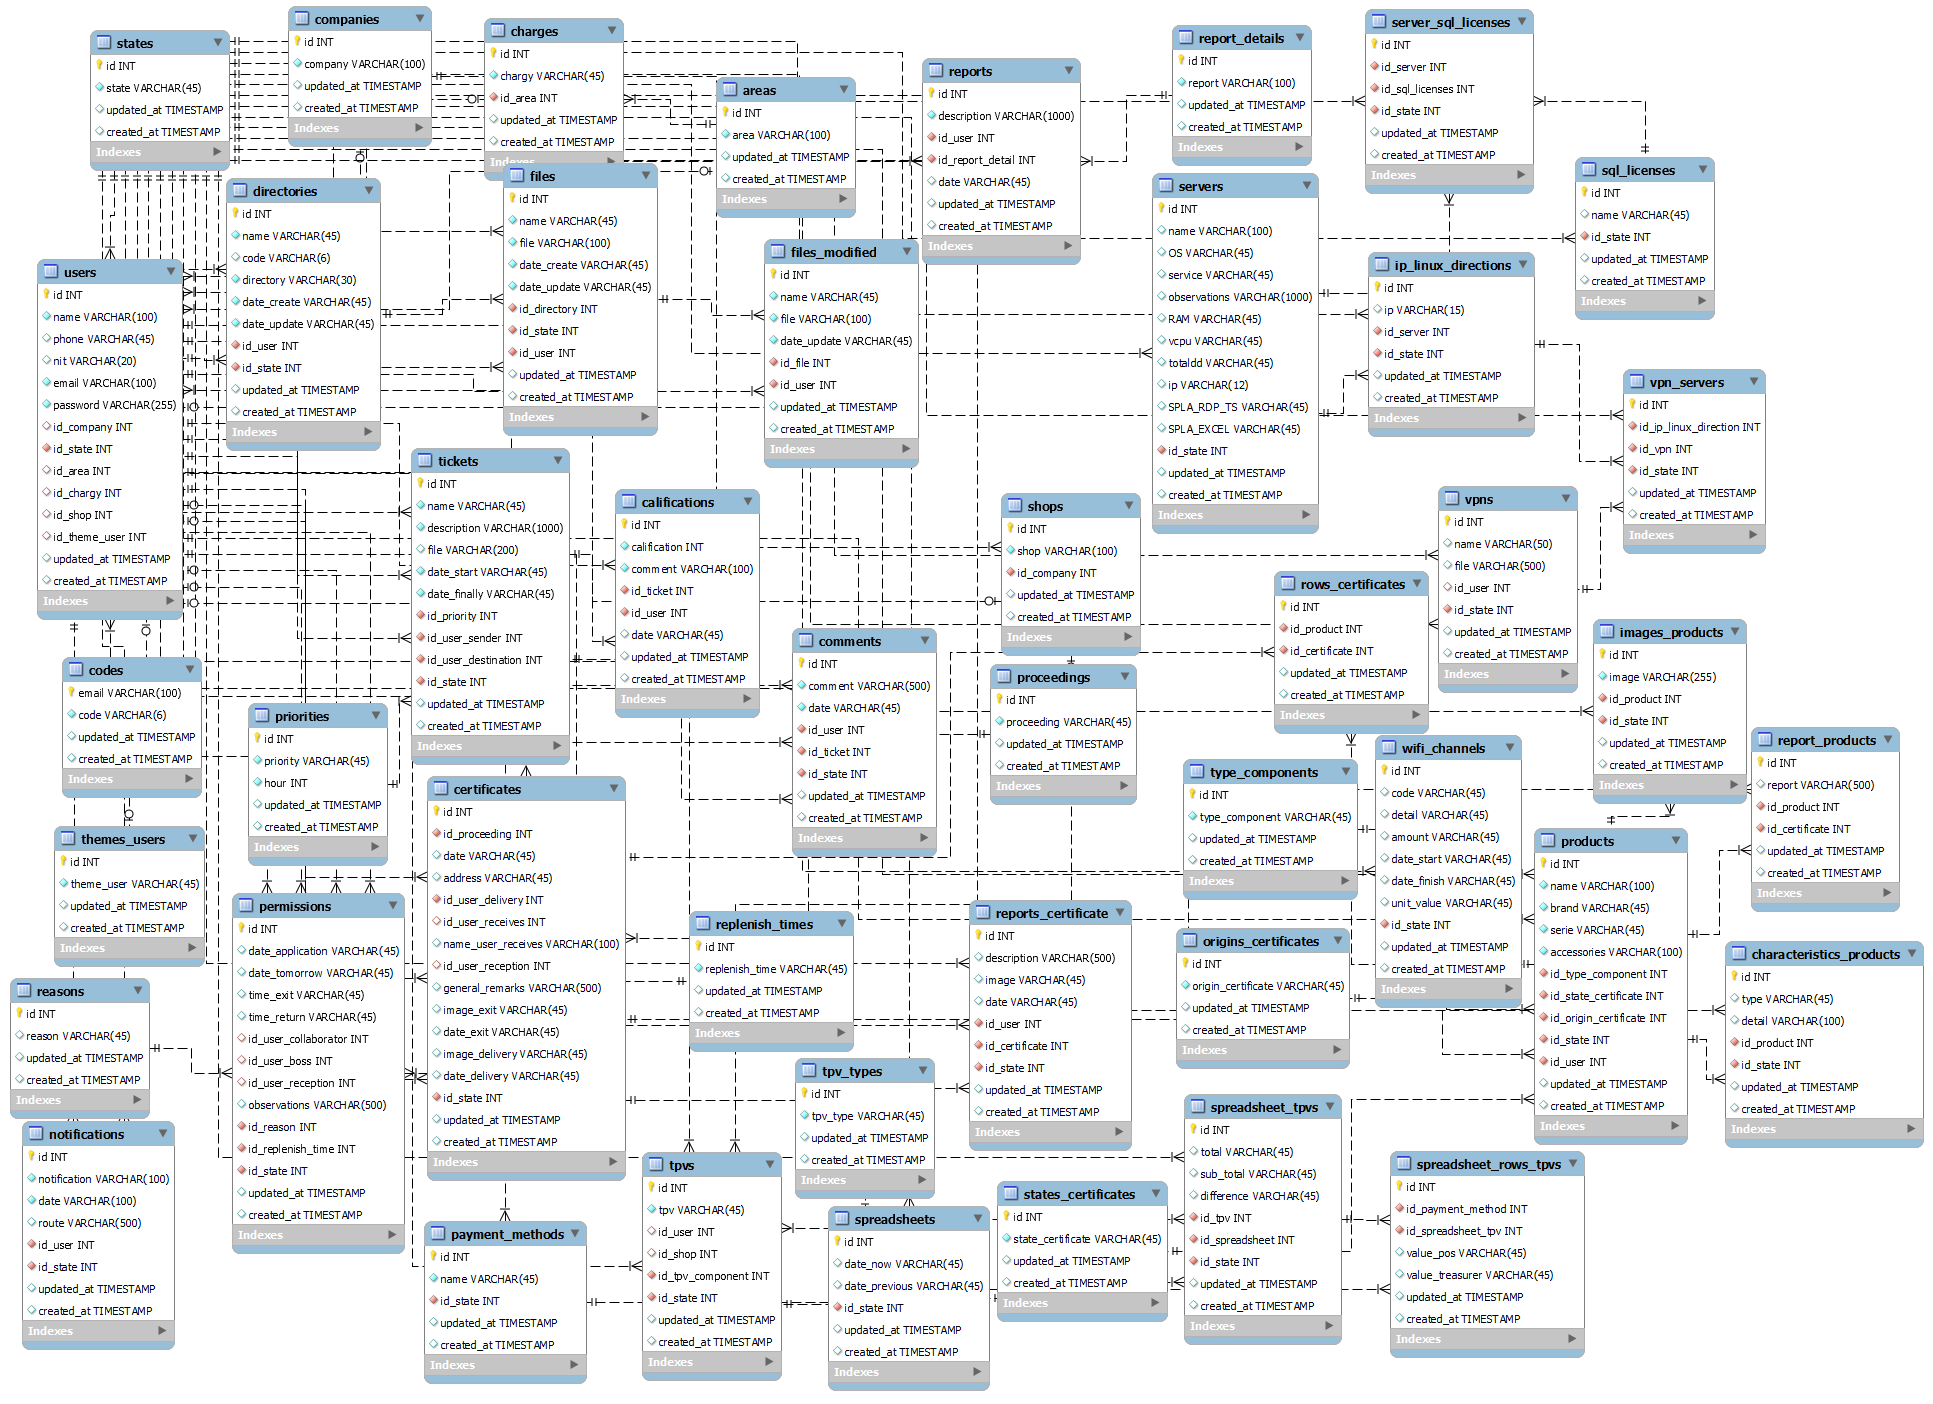 states
id INT
state VARCHAR(45)
updated_at TIMESTAMP
created_at TIMESTAMP
Indexes
companies
id INT
company VARCHAR(100)
updated_at TIMESTAMP
created_at TIMESTAMP
Indexes
charges
id INT
chargy VARCHAR(45)
id_area INT
updated_at TIMESTAMP
created_at TIMESTAMP
Indexes
areas
id INT
area VARCHAR(100)
updated_at TIMESTAMP
created_at TIMESTAMP
Indexes
reports
id INT
description VARCHAR(1000)
id_user INT
id_report_detail INT
date VARCHAR(45)
updated_at TIMESTAMP
created_at TIMESTAMP
Indexes
report_details
id INT
report VARCHAR(100)
updated_at TIMESTAMP
created_at TIMESTAMP
Indexes
server_sql_licenses
id INT
id_server INT
id_sql_licenses INT
id_state INT
updated_at TIMESTAMP
created_at TIMESTAMP
Indexes
sql_licenses
id INT
name VARCHAR(45)
id_state INT
updated_at TIMESTAMP
created_at TIMESTAMP
Indexes
directories
id INT
name VARCHAR(45)
code VARCHAR(6)
directory VARCHAR(30)
date_create VARCHAR(45)
date_update VARCHAR(45)
id_user INT
id_state INT
updated_at TIMESTAMP
created_at TIMESTAMP
Indexes
files
id INT
name VARCHAR(45)
file VARCHAR(100)
date_create VARCHAR(45)
date_update VARCHAR(45)
id_directory INT
id_state INT
id_user INT
updated_at TIMESTAMP
created_at TIMESTAMP
Indexes
files_modified
id INT
name VARCHAR(45)
file VARCHAR(100)
date_update VARCHAR(45)
id_file INT
id_user INT
updated_at TIMESTAMP
created_at TIMESTAMP
Indexes
servers
id INT
name VARCHAR(100)
OS VARCHAR(45)
service VARCHAR(45)
observations VARCHAR(1000)
RAM VARCHAR(45)
vcpu VARCHAR(45)
totaldd VARCHAR(45)
ip VARCHAR(12)
SPLA_RDP_TS VARCHAR(45)
SPLA_EXCEL VARCHAR(45)
id_state INT
updated_at TIMESTAMP
created_at TIMESTAMP
Indexes
ip_linux_directions
id INT
ip VARCHAR(15)
id_server INT
id_state INT
updated_at TIMESTAMP
created_at TIMESTAMP
Indexes
vpn_servers
id INT
id_ip_linux_direction INT
id_vpn INT
id_state INT
updated_at TIMESTAMP
created_at TIMESTAMP
Indexes
users
id INT
name VARCHAR(100)
phone VARCHAR(45)
nit VARCHAR(20)
email VARCHAR(100)
password VARCHAR(255)
id_company INT
id_state INT
id_area INT
id_chargy INT
id_shop INT
id_theme_user INT
updated_at TIMESTAMP
created_at TIMESTAMP
Indexes
tickets
id INT
name VARCHAR(45)
description VARCHAR(1000)
file VARCHAR(200)
date_start VARCHAR(45)
date_finally VARCHAR(45)
id_priority INT
id_user_sender INT
id_user_destination INT
id_state INT
updated_at TIMESTAMP
created_at TIMESTAMP
Indexes
califications
id INT
calification INT
comment VARCHAR(100)
id_ticket INT
id_user INT
date VARCHAR(45)
updated_at TIMESTAMP
created_at TIMESTAMP
Indexes
shops
id INT
shop VARCHAR(100)
id_company INT
updated_at TIMESTAMP
created_at TIMESTAMP
Indexes
vpns
id INT
name VARCHAR(50)
file VARCHAR(500)
id_user INT
id_state INT
updated_at TIMESTAMP
created_at TIMESTAMP
Indexes
rows_certificates
id INT
id_product INT
id_certificate INT
updated_at TIMESTAMP
created_at TIMESTAMP
Indexes
images_products
id INT
image VARCHAR(255)
id_product INT
id_state INT
updated_at TIMESTAMP
created_at TIMESTAMP
Indexes
comments
id INT
comment VARCHAR(500)
date VARCHAR(45)
id_user INT
id_ticket INT
id_state INT
updated_at TIMESTAMP
created_at TIMESTAMP
Indexes
proceedings
id INT
proceeding VARCHAR(45)
updated_at TIMESTAMP
created_at TIMESTAMP
Indexes
codes
email VARCHAR(100)
code VARCHAR(6)
updated_at TIMESTAMP
created_at TIMESTAMP
Indexes
priorities
id INT
priority VARCHAR(45)
hour INT
updated_at TIMESTAMP
created_at TIMESTAMP
Indexes
type_components
id INT
type_component VARCHAR(45)
updated_at TIMESTAMP
created_at TIMESTAMP
Indexes
wifi_channels
id INT
code VARCHAR(45)
detail VARCHAR(45)
amount VARCHAR(45)
date_start VARCHAR(45)
date_finish VARCHAR(45)
unit_value VARCHAR(45)
id_state INT
updated_at TIMESTAMP
created_at TIMESTAMP
Indexes
report_products
id INT
report VARCHAR(500)
id_product INT
id_certificate INT
updated_at TIMESTAMP
created_at TIMESTAMP
Indexes
certificates
id INT
id_proceeding INT
date VARCHAR(45)
address VARCHAR(45)
id_user_delivery INT
id_user_receives INT
name_user_receives VARCHAR(100)
id_user_reception INT
general_remarks VARCHAR(500)
image_exit VARCHAR(45)
date_exit VARCHAR(45)
image_delivery VARCHAR(45)
date_delivery VARCHAR(45)
id_state INT
updated_at TIMESTAMP
created_at TIMESTAMP
Indexes
themes_users
id INT
theme_user VARCHAR(45)
updated_at TIMESTAMP
created_at TIMESTAMP
Indexes
products
id INT
name VARCHAR(100)
brand VARCHAR(45)
serie VARCHAR(45)
accessories VARCHAR(100)
id_type_component INT
id_state_certificate INT
id_origin_certificate INT
id_state INT
id_user INT
updated_at TIMESTAMP
created_at TIMESTAMP
Indexes
permissions
id INT
date_application VARCHAR(45)
date_tomorrow VARCHAR(45)
time_exit VARCHAR(45)
time_return VARCHAR(45)
id_user_collaborator INT
id_user_boss INT
id_user_reception INT
observations VARCHAR(500)
id_reason INT
id_replenish_time INT
id_state INT
updated_at TIMESTAMP
created_at TIMESTAMP
Indexes
replenish_times
id INT
replenish_time VARCHAR(45)
updated_at TIMESTAMP
created_at TIMESTAMP
Indexes
reports_certificate
id INT
description VARCHAR(500)
image VARCHAR(45)
date VARCHAR(45)
id_user INT
id_certificate INT
id_state INT
updated_at TIMESTAMP
created_at TIMESTAMP
Indexes
origins_certificates
id INT
origin_certificate VARCHAR(45)
updated_at TIMESTAMP
created_at TIMESTAMP
Indexes
characteristics_products
id INT
type VARCHAR(45)
detail VARCHAR(100)
id_product INT
id_state INT
updated_at TIMESTAMP
created_at TIMESTAMP
Indexes
reasons
id INT
reason VARCHAR(45)
updated_at TIMESTAMP
created_at TIMESTAMP
Indexes
tpv_types
id INT
tpv_type VARCHAR(45)
updated_at TIMESTAMP
created_at TIMESTAMP
Indexes
spreadsheet_tpvs
id INT
total VARCHAR(45)
sub_total VARCHAR(45)
difference VARCHAR(45)
id_tpv INT
id_spreadsheet INT
id_state INT
updated_at TIMESTAMP
created_at TIMESTAMP
Indexes
notifications
id INT
notification VARCHAR(100)
date VARCHAR(100)
route VARCHAR(500)
id_user INT
id_state INT
updated_at TIMESTAMP
created_at TIMESTAMP
Indexes
tpvs
id INT
tpv VARCHAR(45)
id_user INT
id_shop INT
id_tpv_component INT
id_state INT
updated_at TIMESTAMP
created_at TIMESTAMP
Indexes
spreadsheet_rows_tpvs
id INT
id_payment_method INT
id_spreadsheet_tpv INT
value_pos VARCHAR(45)
value_treasurer VARCHAR(45)
updated_at TIMESTAMP
created_at TIMESTAMP
Indexes
states_certificates
id INT
state_certificate VARCHAR(45)
updated_at TIMESTAMP
created_at TIMESTAMP
Indexes
spreadsheets
id INT
date_now VARCHAR(45)
date_previous VARCHAR(45)
id_state INT
updated_at TIMESTAMP
created_at TIMESTAMP
Indexes
payment_methods
id INT
name VARCHAR(45)
id_state INT
updated_at TIMESTAMP
created_at TIMESTAMP
Indexes